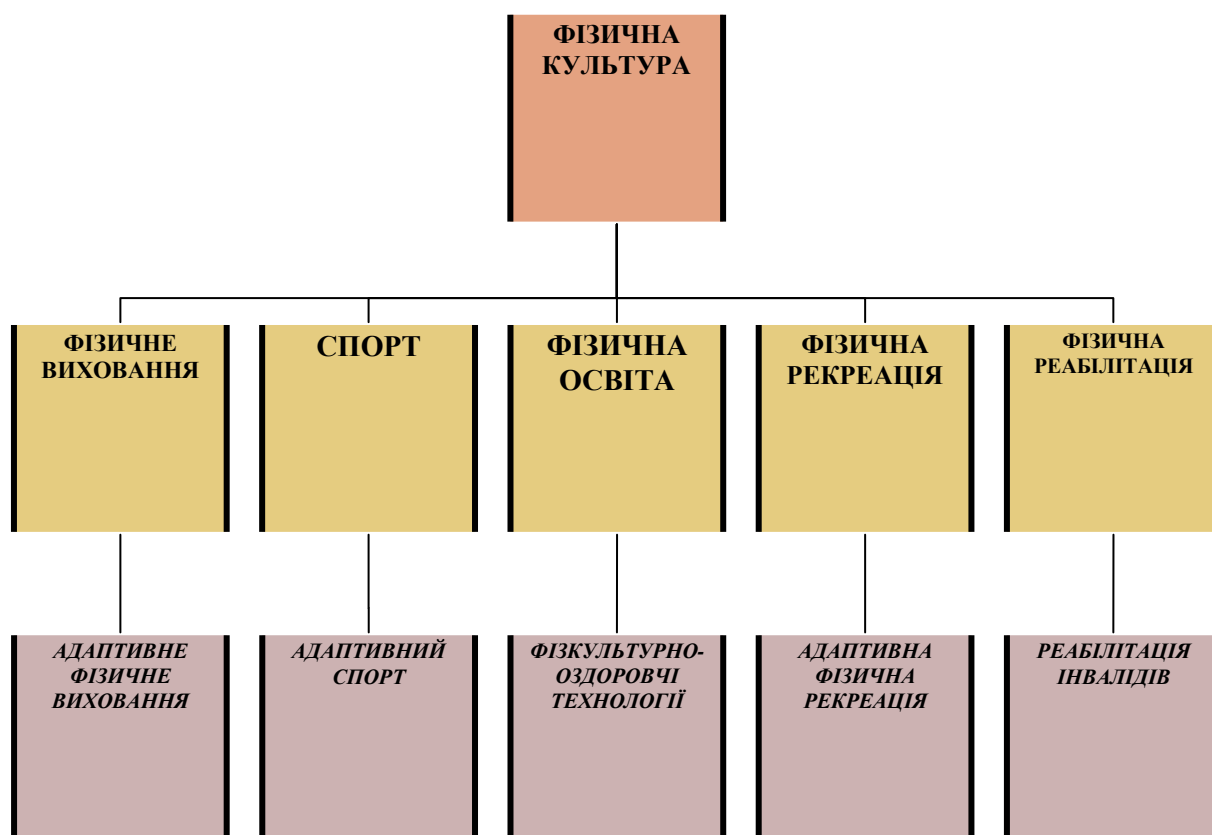 ФІЗИЧНА
КУЛЬТУРА
ФІЗИЧНЕ
ВИХОВАННЯ
СПОРТ
ФІЗИЧНА
ОСВІТА
ФІЗИЧНА
РЕКРЕАЦІЯ
ФІЗИЧНА
РЕАБІЛІТАЦІЯ
АДАПТИВНЕ
ФІЗИЧНЕ
ВИХОВАННЯ
АДАПТИВНИЙ
СПОРТ
ФІЗКУЛЬТУРНО-
ОЗДОРОВЧІ
ТЕХНОЛОГІЇ
АДАПТИВНА
ФІЗИЧНА
РЕКРЕАЦІЯ
РЕАБІЛІТАЦІЯ
ІНВАЛІДІВ